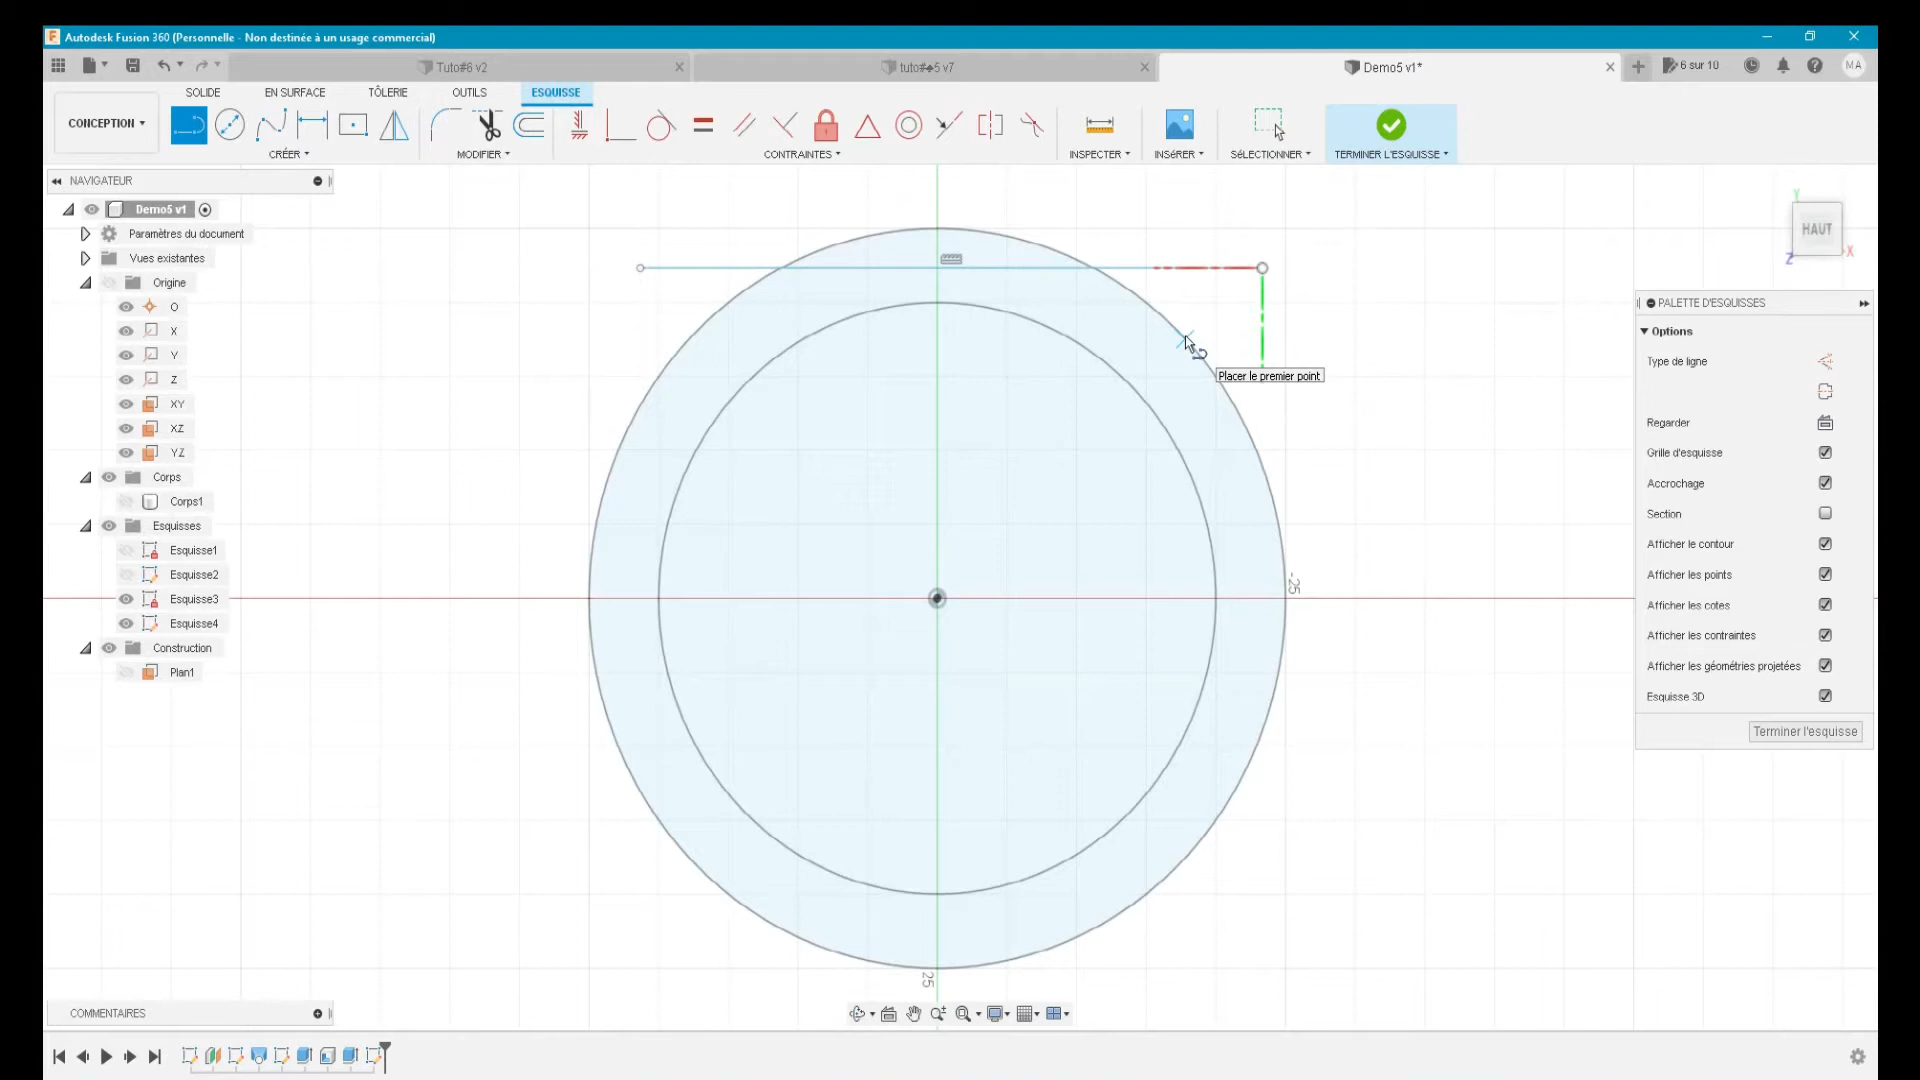 Autodesk Fusion 360 (Personnelle - Non destinée à un usage commercial)
Tuto#6 v2
tuto#♠5 v7
Demo5 v1*
6 sur 10
MA
SOLIDE
EN SURFACE
TÔLERIE
OUTILS
ESQUISSE
CONCEPTION
CRÉER
MODIFIER
CONTRAINTES
INSPECTER
INSéRER
SéLECTIONNER
TERMINER L'ESQUISSE
NAVIGATEUR
Demo5 v1
Paramètres du document
Vues existantes
Origine
O
X
Y
Z
XY
XZ
YZ
Corps
Corps1
Esquisses
Esquisse1
Esquisse2
Esquisse3
Esquisse4
Construction
Plan1
Placer le premier point
-25
25
Y
HAUT
X
Z
PALETTE D'ESQUISSES
Options
Type de ligne
Regarder
Grille d'esquisse
Accrochage
Section
Afficher le contour
Afficher les points
Afficher les cotes
Afficher les contraintes
Afficher les géométries projetées
Esquisse 3D
Terminer l'esquisse
COMMENTAIRES